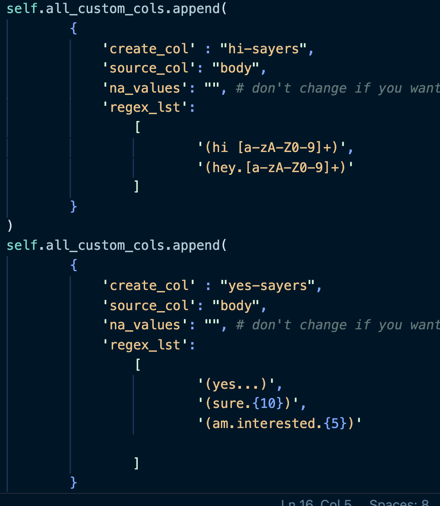 self.all_custom_cols.append(
{
'create_col' : "hi-sayers",
'source_col': "body",
'na_values': "", # don't change if you want
'regex_lst':
[
'(hi [a-zA-Z0-9]+)',
'(hey.[a-zA-Z0-9]+)'
]
}
)
self.all_custom_cols.append(
{
'create_col' : "yes-sayers",
'source_col': "body",
'na_values': "", # don't change if you want
'regex_lst':
[
'(yes...)',
'(sure.{10})',
'(am.interested.{5})'
]
}
Ln 16, Col 5 Spaces: 8